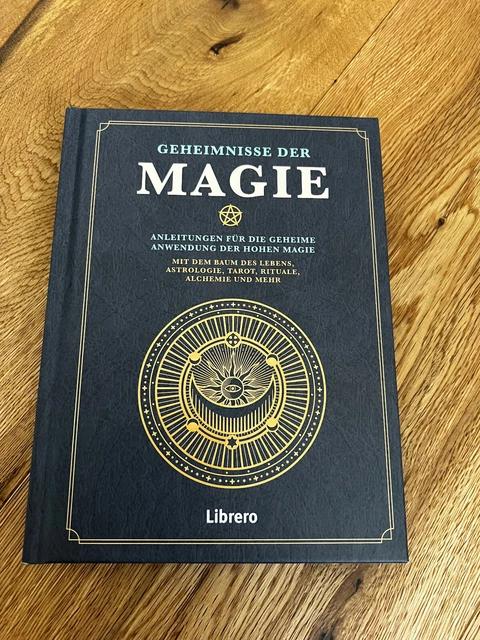 GEHEIMNISSE DER
MAGIE
ANLEITUNGEN FÜR DIE GEHEIME
ANWENDUNG DER HOHEN MAGIE
MIT DEM BAUM DES LEBENS,
ASTROLOGIE, TAROT, RITUALE,
ALCHEMIE UND MEHR
Librero